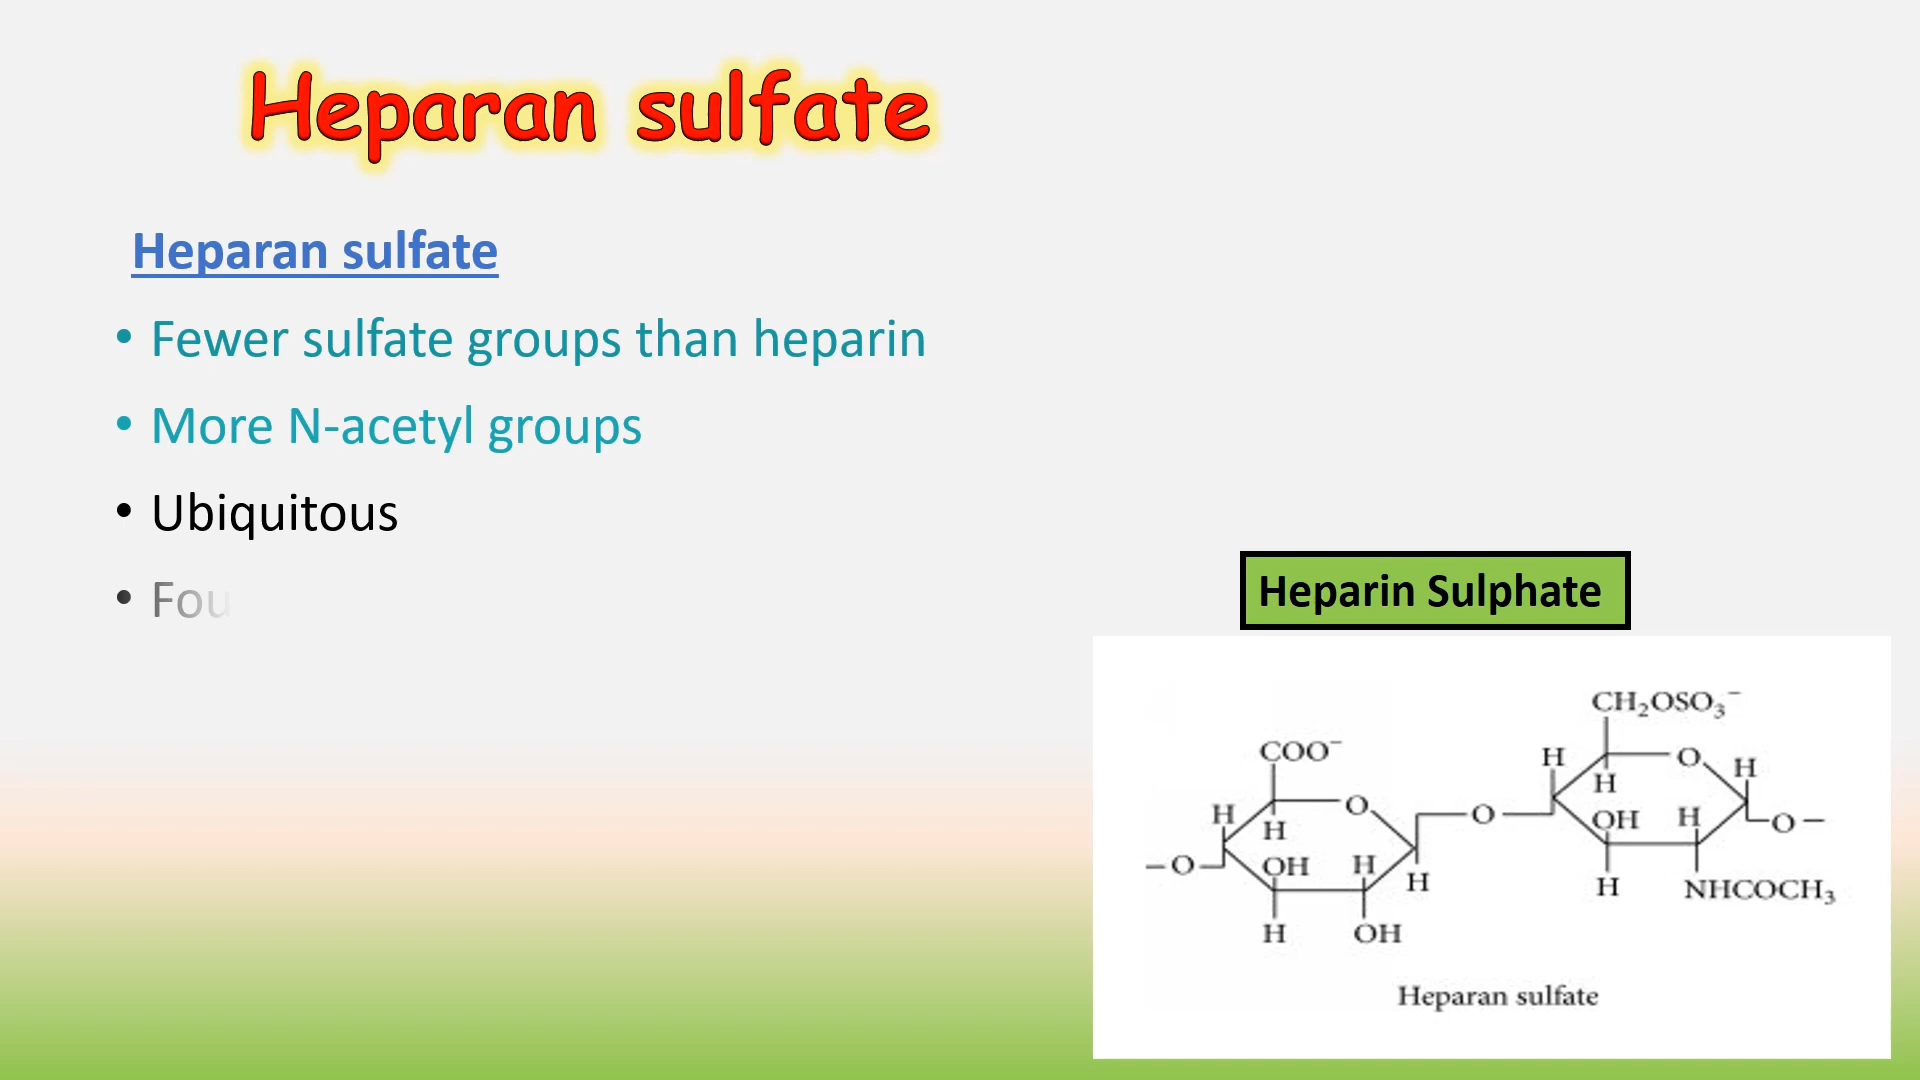 Heparan sulfate
Heparan sulfate
• Fewer sulfate groups than heparin
• More N-acetyl groups
• Ubiquitous
• Fou
Heparin Sulphate
CH₂OSO₃⁻
COO⁻
H O H
H O H
H OH H
H O O –
– O OH H H
H NHCOCH₃
H OH
Heparan sulfate